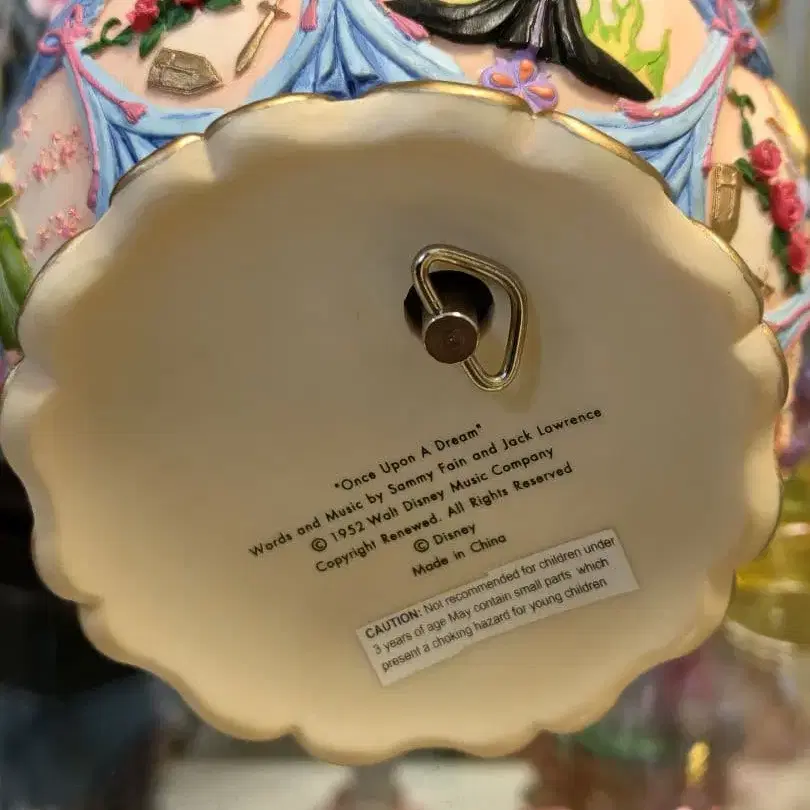 "Once Upon A Dream"
Words and Music by Sammy Fain and Jack Lawrence
© 1952 Walt Disney Music Company
Copyright Renewed. All Rights Reserved
© Disney
Made in China
CAUTION: Not recommended for children under
3 years of age May contain small parts which
present a choking hazard for young children